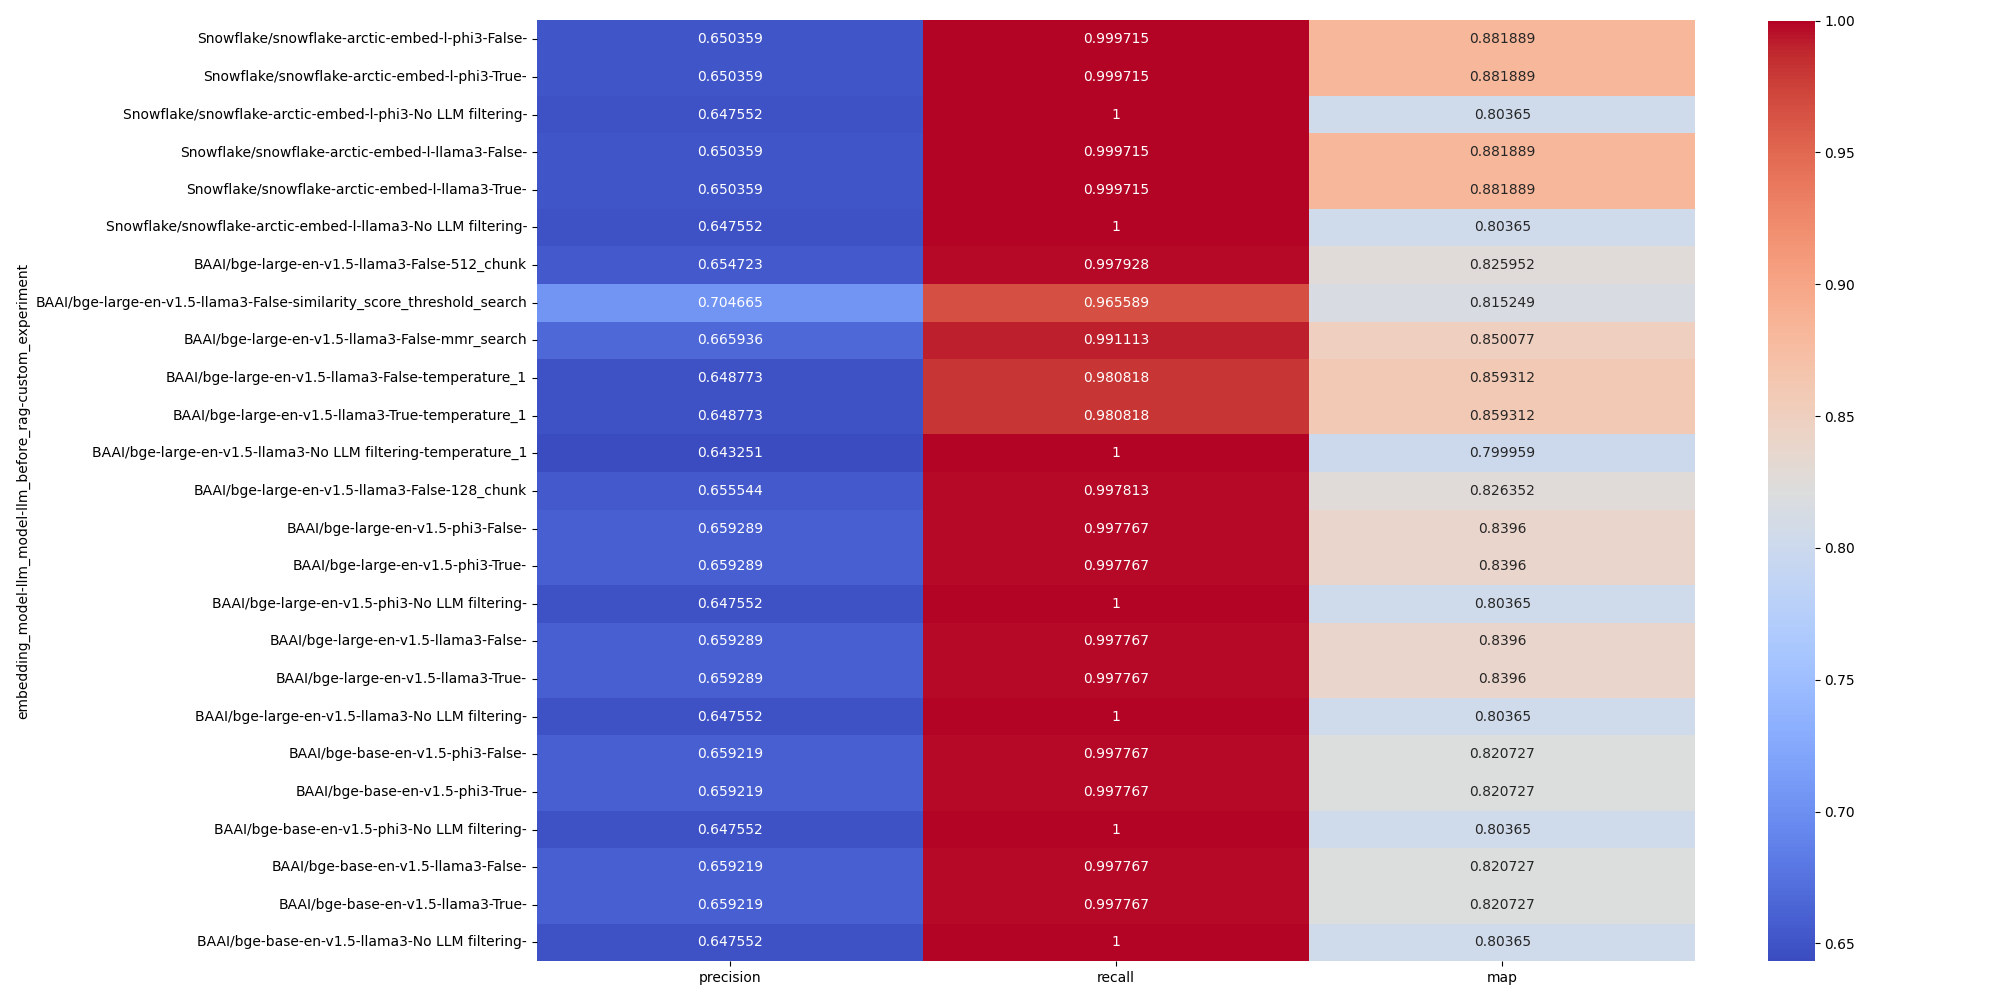 embedding_model-llm_model-llm_before_rag-custom_experiment
Snowflake/snowflake-arctic-embed-l-phi3-False- 0.650359 0.999715 0.881889
Snowflake/snowflake-arctic-embed-l-phi3-True- 0.650359 0.999715 0.881889
Snowflake/snowflake-arctic-embed-l-phi3-No LLM filtering- 0.647552 1 0.80365
Snowflake/snowflake-arctic-embed-l-llama3-False- 0.650359 0.999715 0.881889
Snowflake/snowflake-arctic-embed-l-llama3-True- 0.650359 0.999715 0.881889
Snowflake/snowflake-arctic-embed-l-llama3-No LLM filtering- 0.647552 1 0.80365
BAAI/bge-large-en-v1.5-llama3-False-512_chunk 0.654723 0.997928 0.825952
BAAI/bge-large-en-v1.5-llama3-False-similarity_score_threshold_search 0.704665 0.965589 0.815249
BAAI/bge-large-en-v1.5-llama3-False-mmr_search 0.665936 0.991113 0.850077
BAAI/bge-large-en-v1.5-llama3-False-temperature_1 0.648773 0.980818 0.859312
BAAI/bge-large-en-v1.5-llama3-True-temperature_1 0.648773 0.980818 0.859312
BAAI/bge-large-en-v1.5-llama3-No LLM filtering-temperature_1 0.643251 1 0.799959
BAAI/bge-large-en-v1.5-llama3-False-128_chunk 0.655544 0.997813 0.826352
BAAI/bge-large-en-v1.5-phi3-False- 0.659289 0.997767 0.8396
BAAI/bge-large-en-v1.5-phi3-True- 0.659289 0.997767 0.8396
BAAI/bge-large-en-v1.5-phi3-No LLM filtering- 0.647552 1 0.80365
BAAI/bge-large-en-v1.5-llama3-False- 0.659289 0.997767 0.8396
BAAI/bge-large-en-v1.5-llama3-True- 0.659289 0.997767 0.8396
BAAI/bge-large-en-v1.5-llama3-No LLM filtering- 0.647552 1 0.80365
BAAI/bge-base-en-v1.5-phi3-False- 0.659219 0.997767 0.820727
BAAI/bge-base-en-v1.5-phi3-True- 0.659219 0.997767 0.820727
BAAI/bge-base-en-v1.5-phi3-No LLM filtering- 0.647552 1 0.80365
BAAI/bge-base-en-v1.5-llama3-False- 0.659219 0.997767 0.820727
BAAI/bge-base-en-v1.5-llama3-True- 0.659219 0.997767 0.820727
BAAI/bge-base-en-v1.5-llama3-No LLM filtering- 0.647552 1 0.80365
precision recall map
1.00
0.95
0.90
0.85
0.80
0.75
0.70
0.65